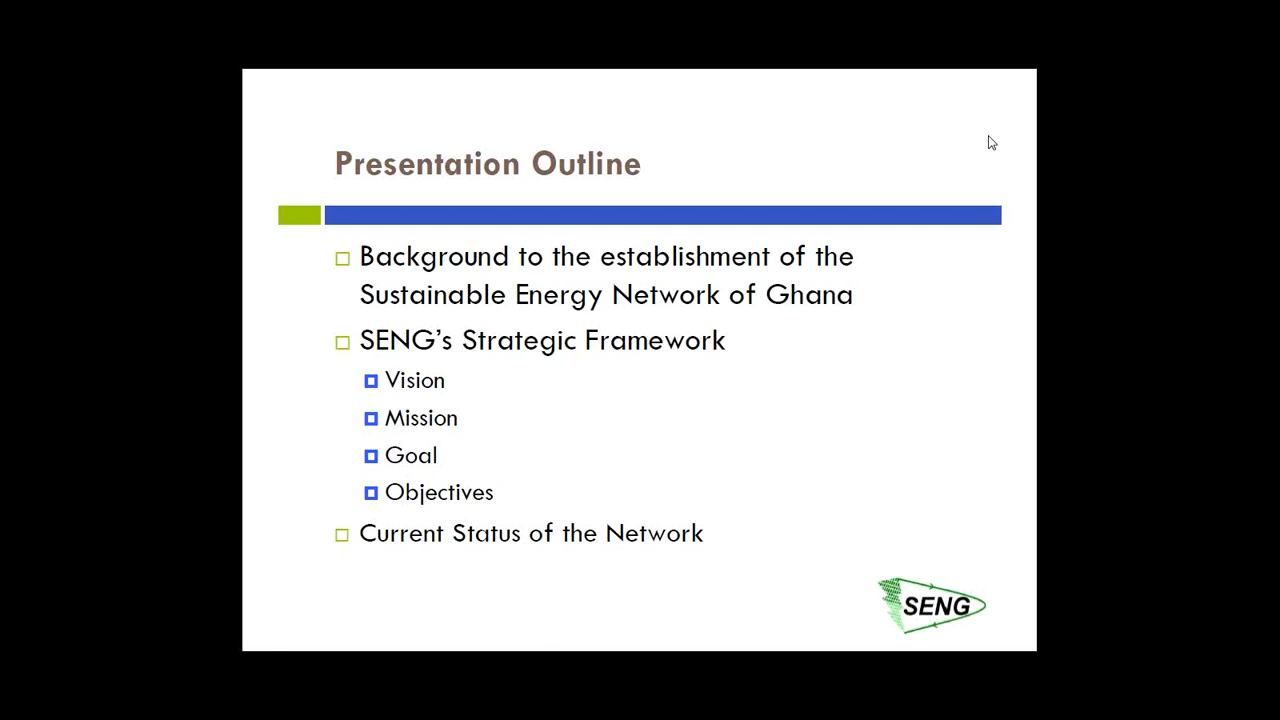 Presentation Outline
Background to the establishment of the
Sustainable Energy Network of Ghana
SENG’s Strategic Framework
Vision
Mission
Goal
Objectives
Current Status of the Network
SENG